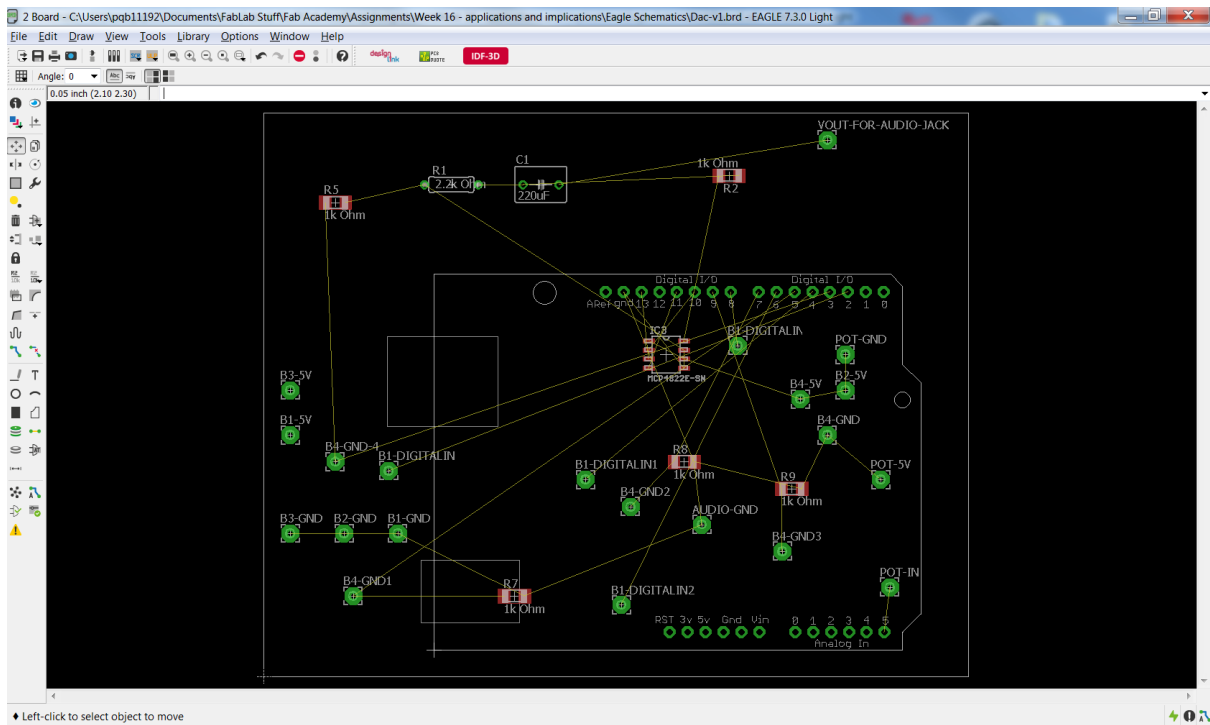 2 Board - C:\Users\pqb11192\Documents\FabLab Stuff\Fab Academy\Assignments\Week 16 - applications and implications\Eagle Schematics\Dac-v1.brd - EAGLE 7.3.0 Light
File Edit Draw View Tools Library Options Window Help
design link PCB QUOTE IDF-3D
Angle: 0
0.05 inch (2.10 2.30)
VOUT-FOR-AUDIO-JACK
C1
1k Ohm
R1
2.2k Ohm
R5
220uF
R2
1k Ohm
Digital I/O Digital I/O
ARef gnd 13 12 11 10 9 8 7 6 5 4 3 2 1 0
IC3 B1-DIGITALIN
POT-GND
MCP4822E-SN
B3-5V B4-5V B2-5V
B1-5V B4-GND
B4-GND-4
B1-DIGITALIN R8 POT-5V
B1-DIGITALIN1 1k Ohm R9
B4-GND2 1k Ohm
AUDIO-GND
B3-GND B2-GND B1-GND
B4-GND3
B4-GND1 R7 POT-IN
B1-DIGITALIN2
1k Ohm
RST 3v 5v Gnd Vin 0 1 2 3 4 5
Analog In
Left-click to select object to move